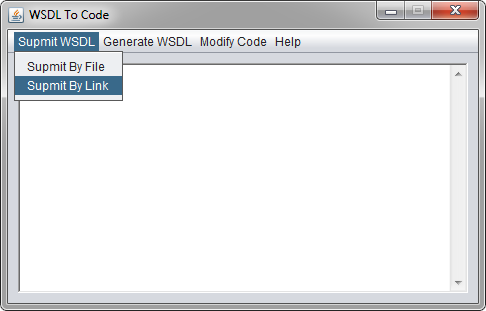 WSDL To Code
Supmit WSDL Generate WSDL Modify Code Help
Supmit By File
Supmit By Link